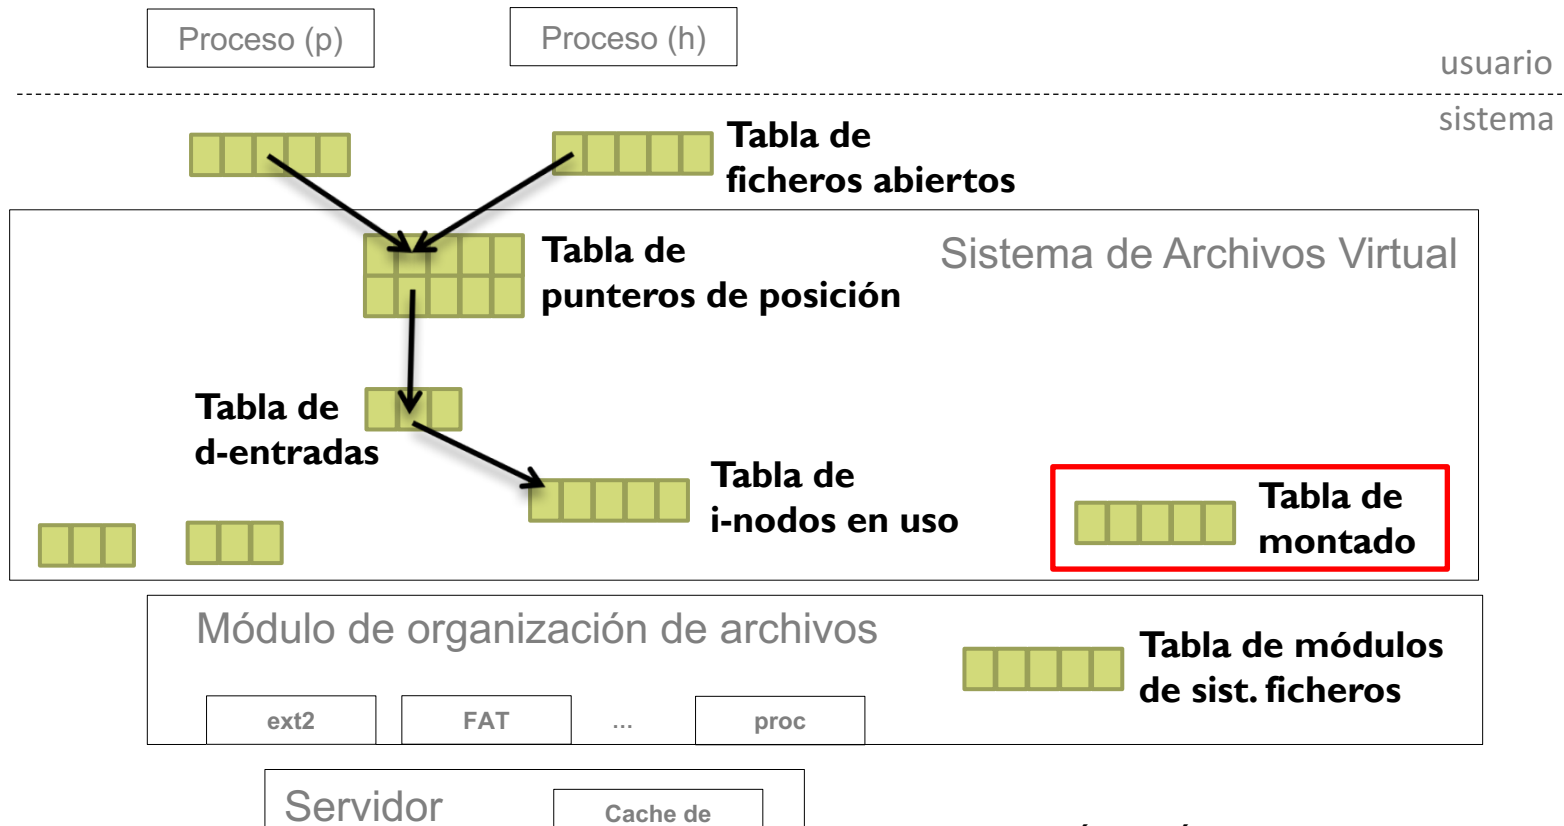 Proceso (p)
Proceso (h)
usuario
sistema
Tabla de
ficheros abiertos
Sistema de Archivos Virtual
Tabla de
punteros de posición
Tabla de
d-entradas
Tabla de
i-nodos en uso
Tabla de
montado
Módulo de organización de archivos
Tabla de módulos
de sist. ficheros
ext2
FAT
...
proc
Servidor
Cache de